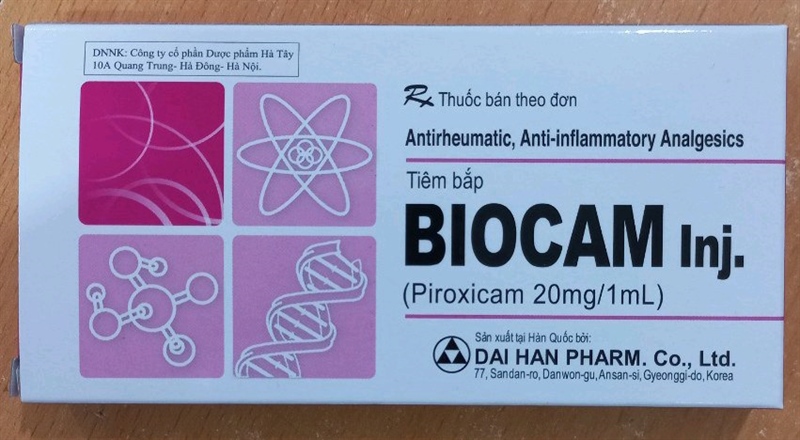 DNNK: Công ty cổ phần Dược phẩm Hà Tây
10A Quang Trung- Hà Đông- Hà Nội.
Rx Thuốc bán theo đơn
Antirheumatic, Anti-inflammatory Analgesics
Tiêm bắp
BIOCAM Inj.
(Piroxicam 20mg/1mL)
Sản xuất tại Hàn Quốc bởi:
DAI HAN PHARM. Co., Ltd.
77, Sandan-ro, Danwon-gu, Ansan-si, Gyeonggi-do, Korea